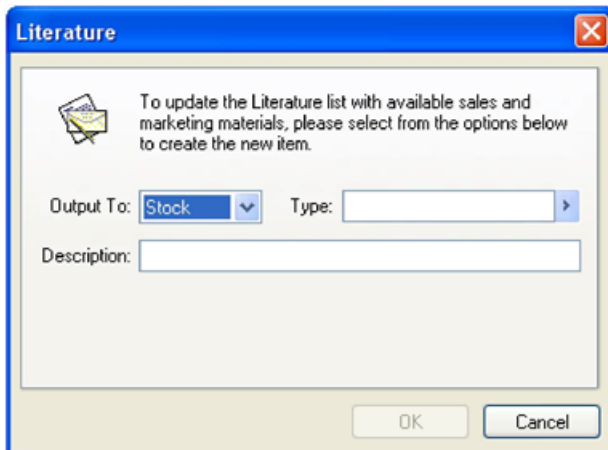 Literature
To update the Literature list with available sales and
marketing materials, please select from the options below
to create the new item.
Output To: Stock Type:
Description:
OK Cancel